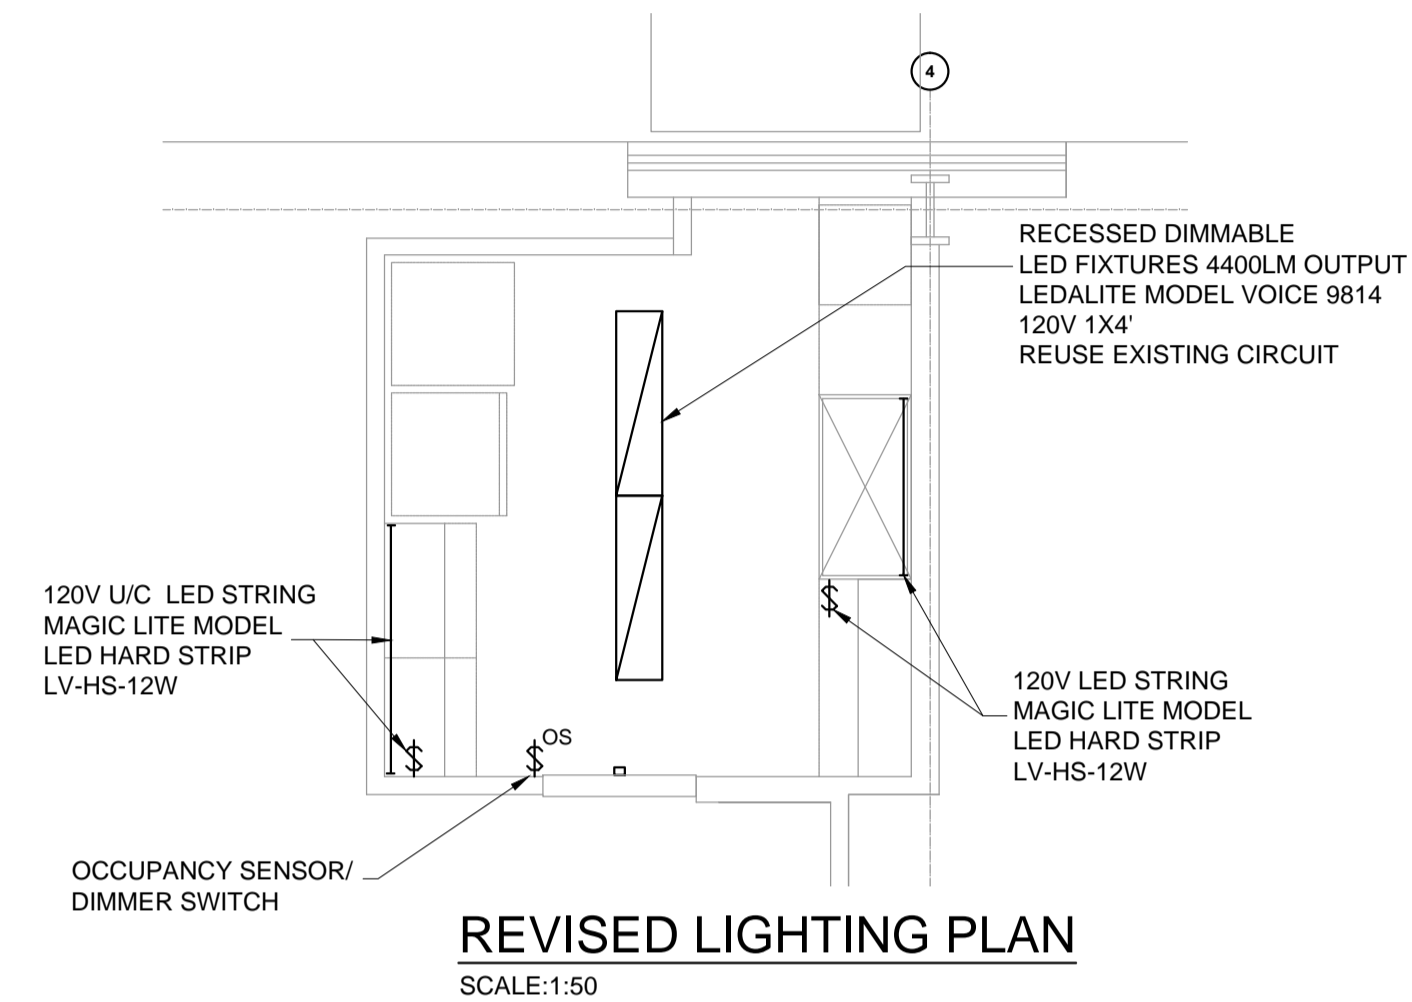 4
RECESSED DIMMABLE
LED FIXTURES 4400LM OUTPUT
LEDALITE MODEL VOICE 9814
120V 1X4'
REUSE EXISTING CIRCUIT
120V U/C LED STRING
MAGIC LITE MODEL
LED HARD STRIP
LV-HS-12W
$
120V LED STRING
MAGIC LITE MODEL
LED HARD STRIP
LV-HS-12W
$
$ OS
OCCUPANCY SENSOR/
DIMMER SWITCH
REVISED LIGHTING PLAN
SCALE:1:50